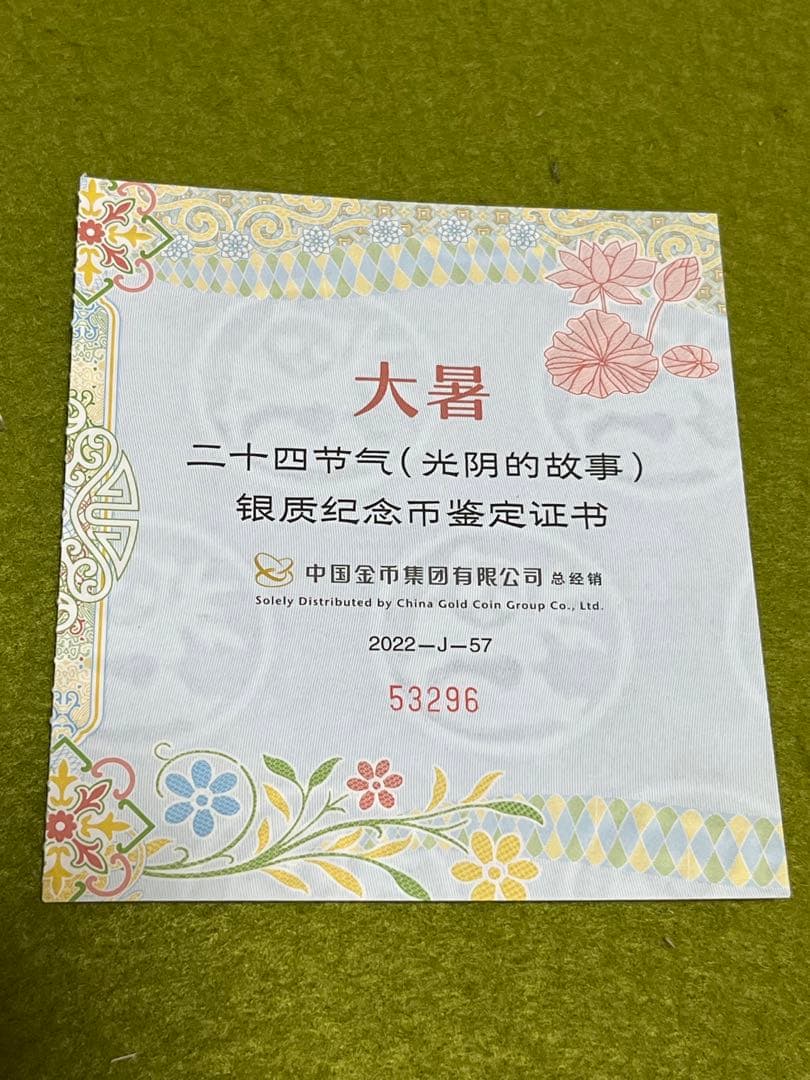 大暑
二十四节气(光阴的故事)
银质纪念币鉴定证书
中国金币集团有限公司 总经销
Solely Distributed by China Gold Coin Group Co., Ltd.
2022—J—57
53296